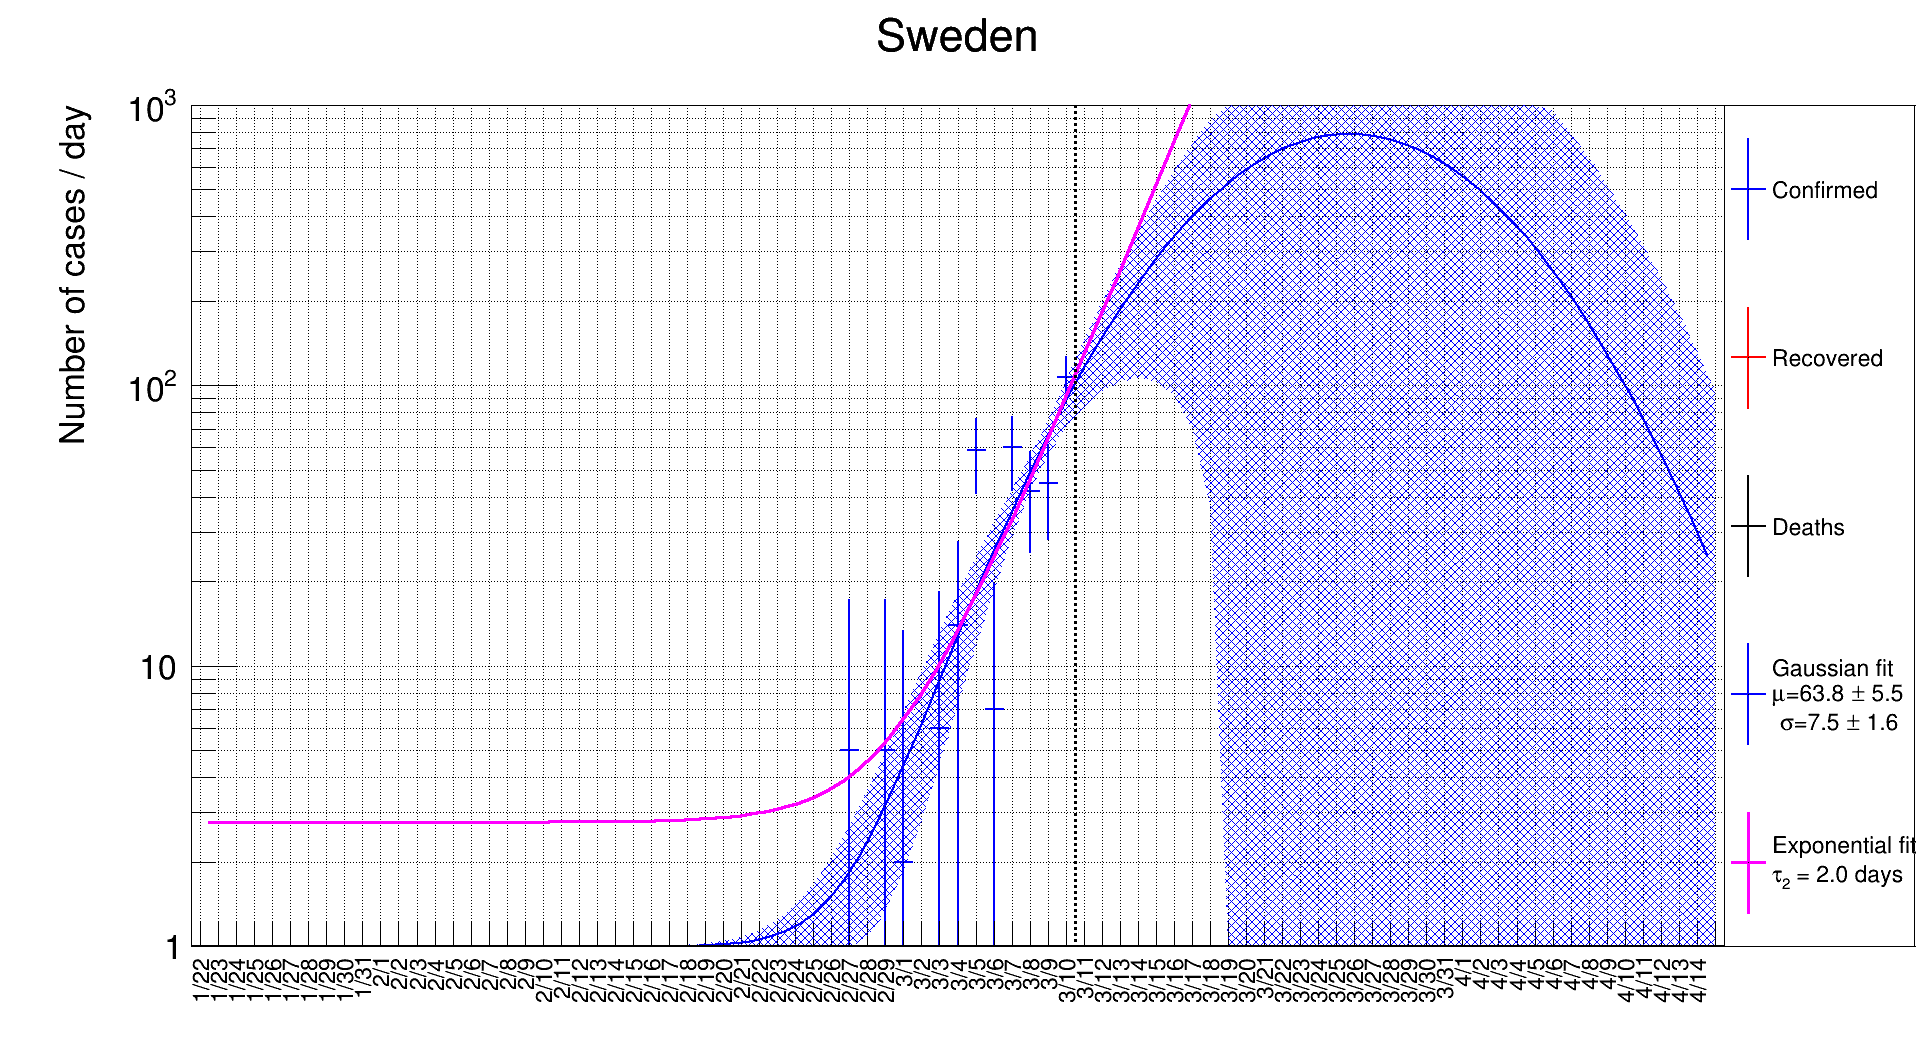 Sweden
Number of cases / day
10³
10²
10
1
1/22 1/23 1/24 1/25 1/26 1/27 1/28 1/29 1/30 1/31 2/1 2/2 2/3 2/4 2/5 2/6 2/7 2/8 2/9 2/10 2/11 2/12 2/13 2/14 2/15 2/16 2/17 2/18 2/19 2/20 2/21 2/22 2/23 2/24 2/25 2/26 2/27 2/28 2/29 3/1 3/2 3/3 3/4 3/5 3/6 3/7 3/8 3/9 3/10 3/11 3/12 3/13 3/14 3/15 3/16 3/17 3/18 3/19 3/20 3/21 3/22 3/23 3/24 3/25 3/26 3/27 3/28 3/29 3/30 3/31 4/1 4/2 4/3 4/4 4/5 4/6 4/7 4/8 4/9 4/10 4/11 4/12 4/13 4/14
Confirmed
Recovered
Deaths
Gaussian fit
μ=63.8 ± 5.5
σ=7.5 ± 1.6
Exponential fit
τ₂ = 2.0 days